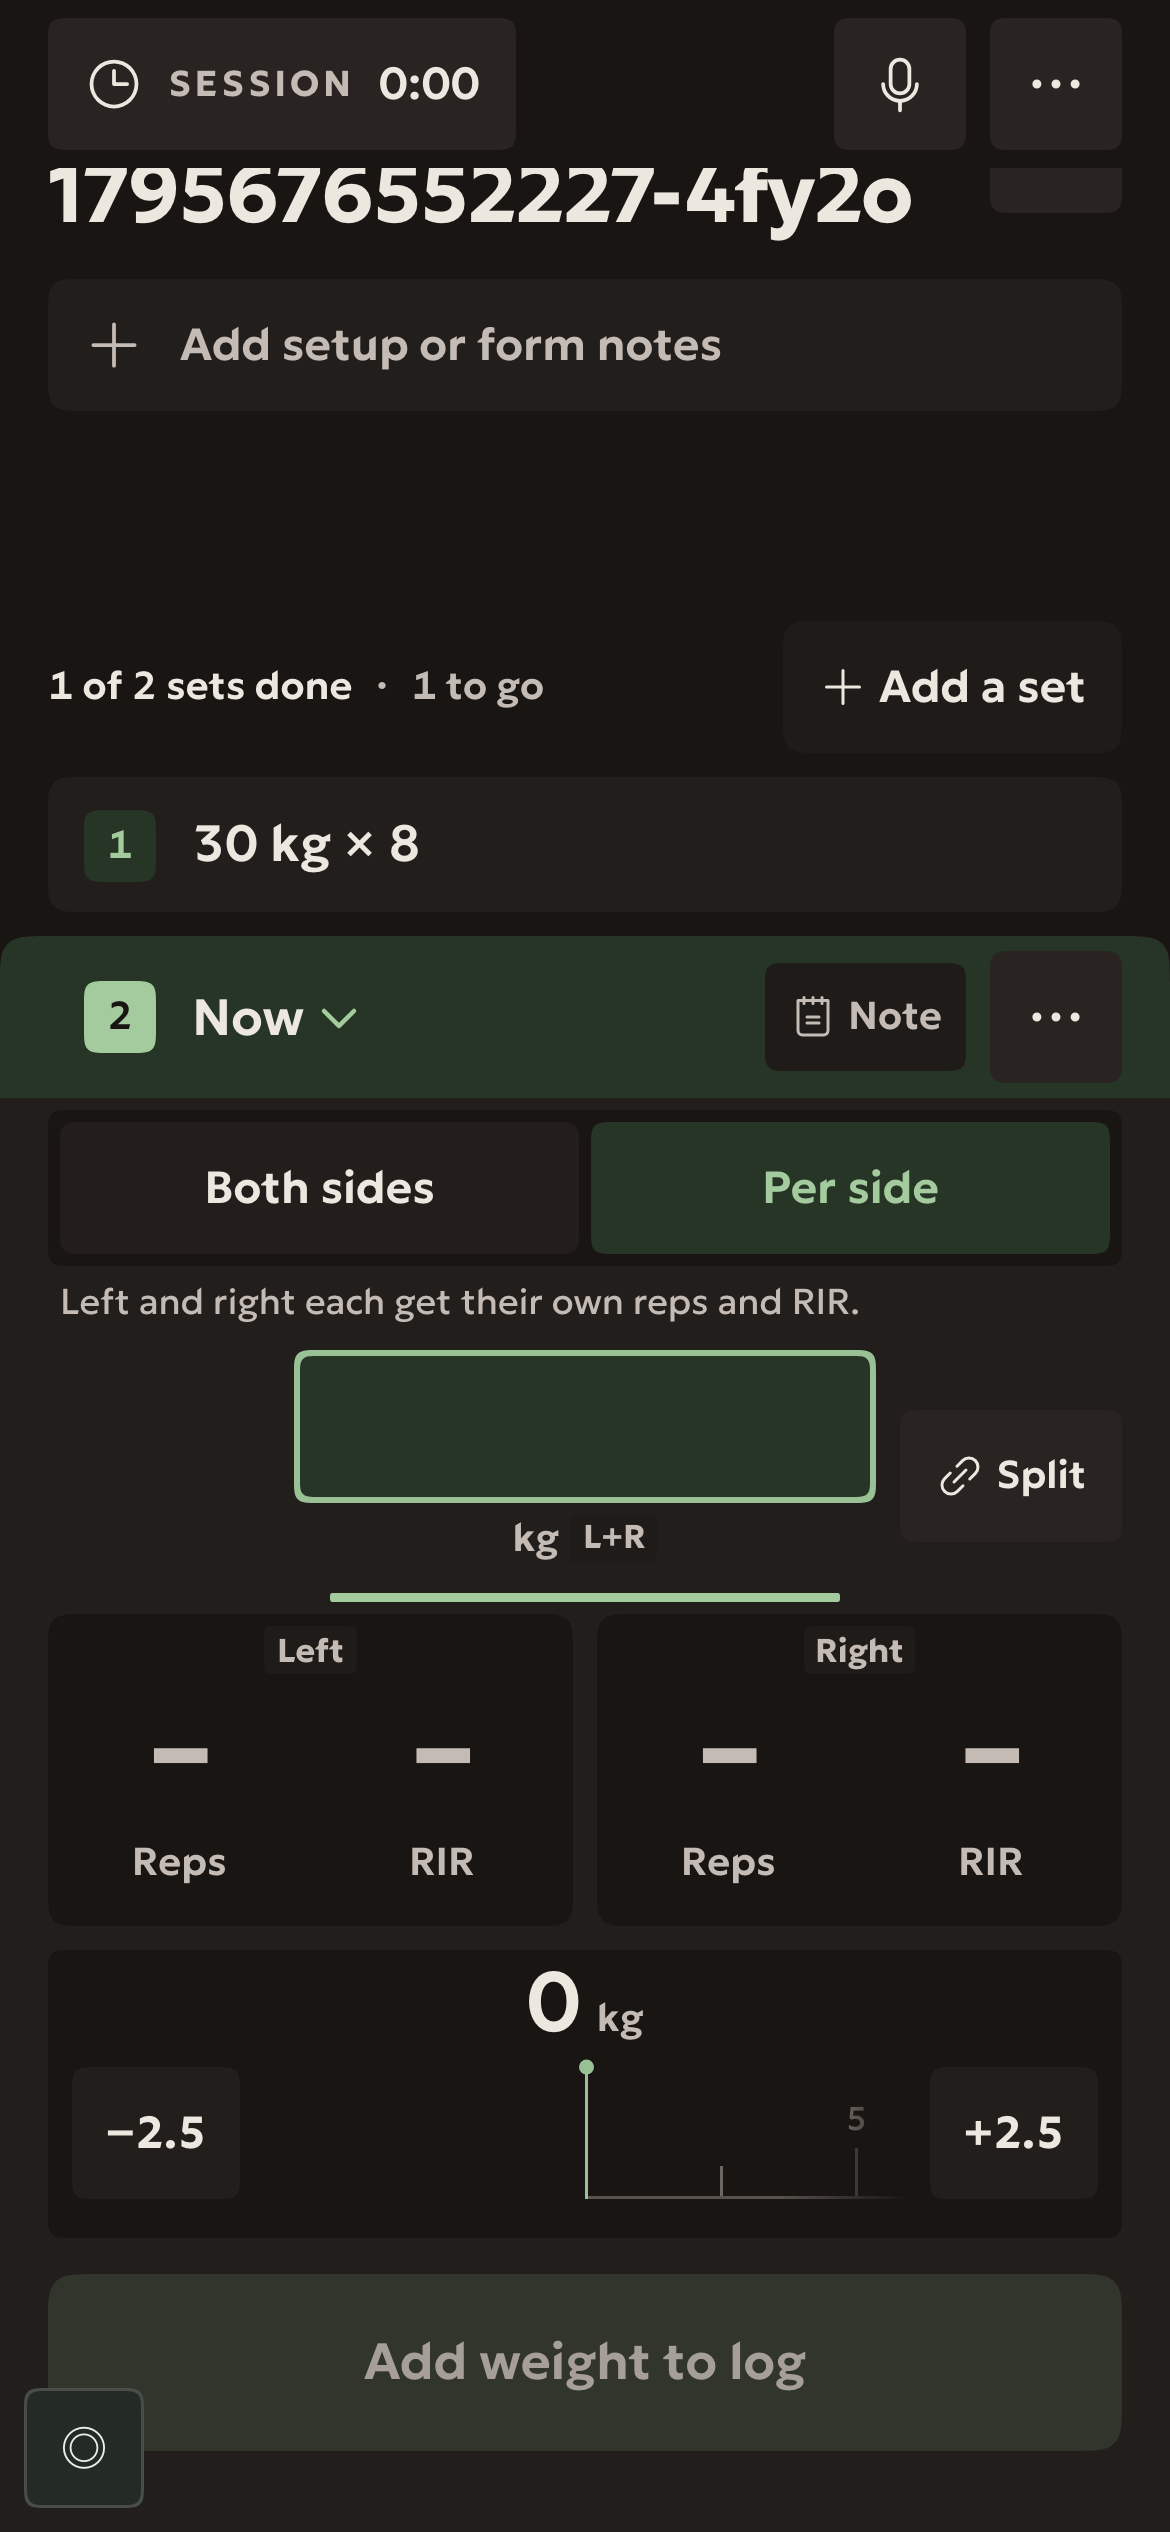 SESSION 0:00
1795676552227-4fy2o
Add setup or form notes
1 of 2 sets done · 1 to go
Add a set
1 30 kg × 8
2 Now
Note
Both sides
Per side
Left and right each get their own reps and RIR.
Split
kg L+R
Left
Right
– – – –
Reps RIR Reps RIR
0 kg
−2.5
5
+2.5
Add weight to log